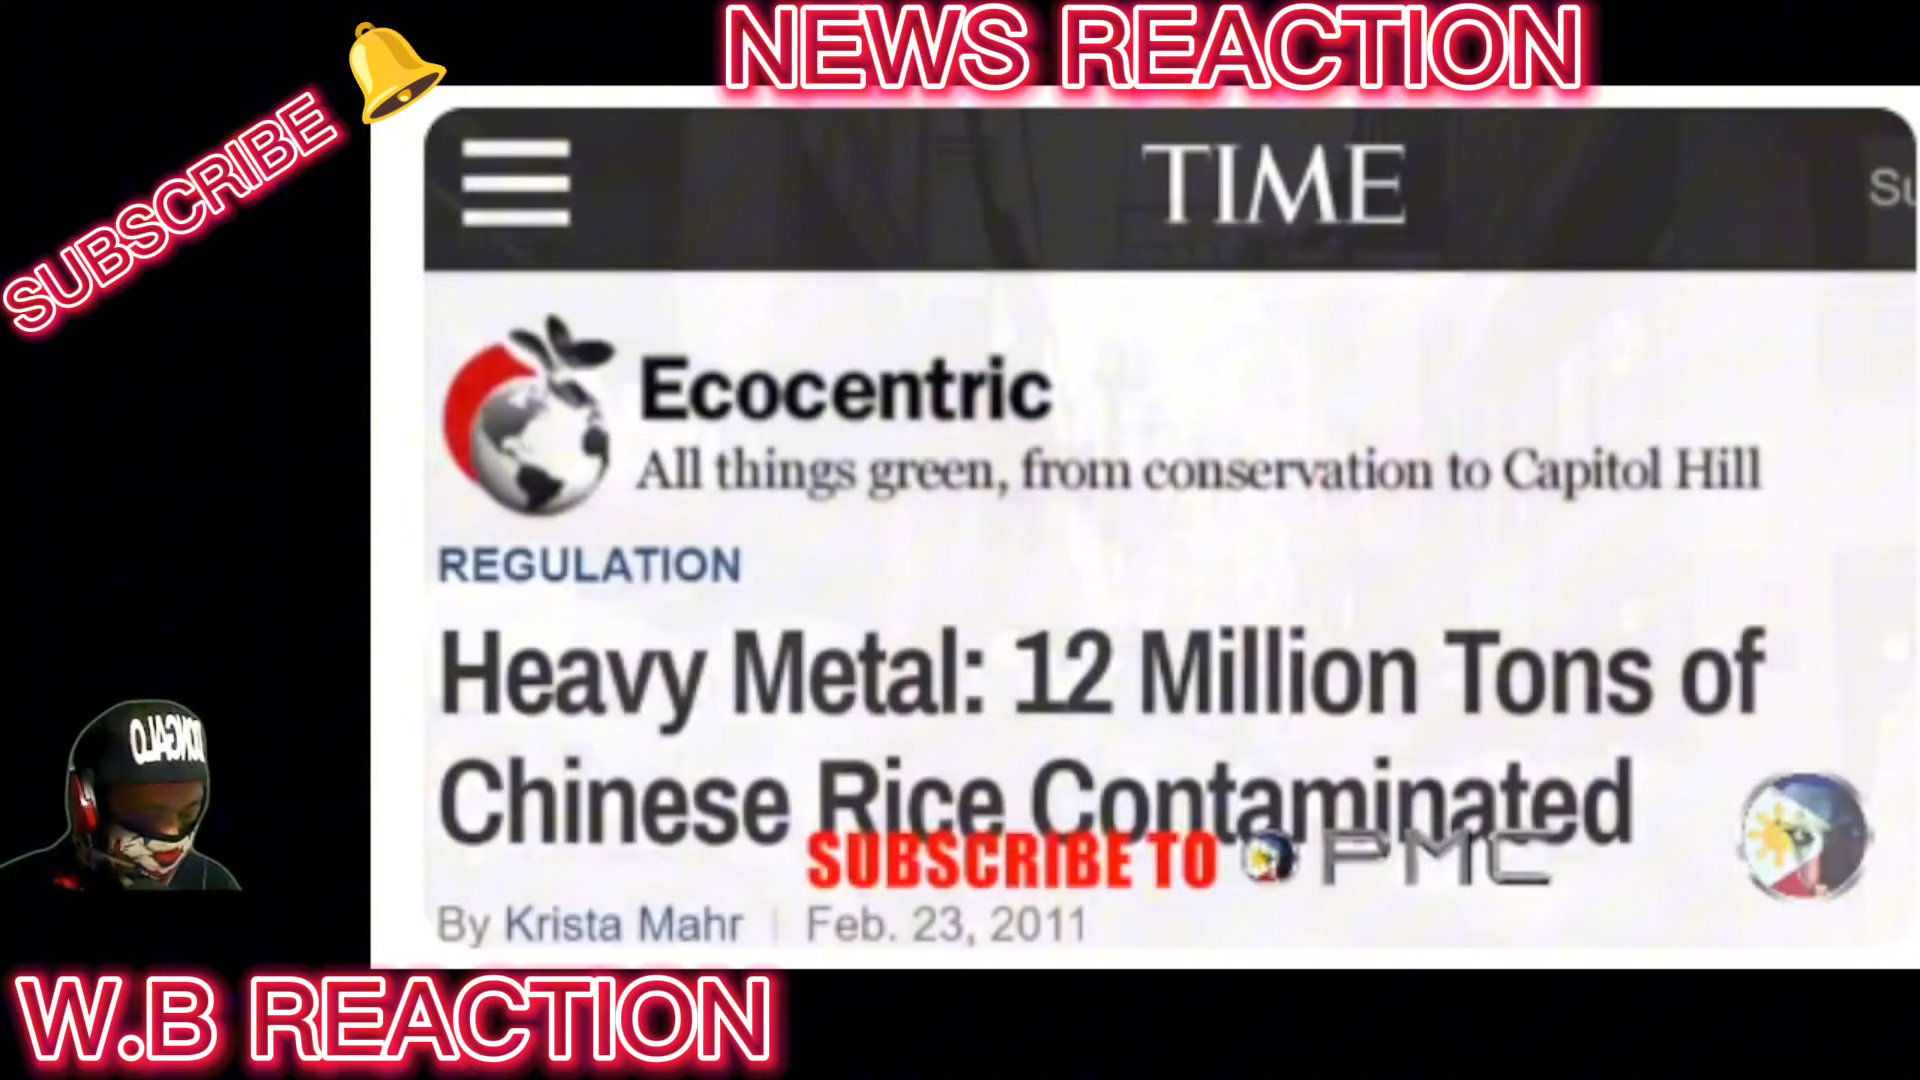 NEWS REACTION
SUBSCRIBE
TIME
Su
Ecocentric
All things green, from conservation to Capitol Hill
REGULATION
Heavy Metal: 12 Million Tons of
Chinese Rice Contaminated
SUBSCRIBE TO PMC
By Krista Mahr | Feb. 23, 2011
W.B REACTION